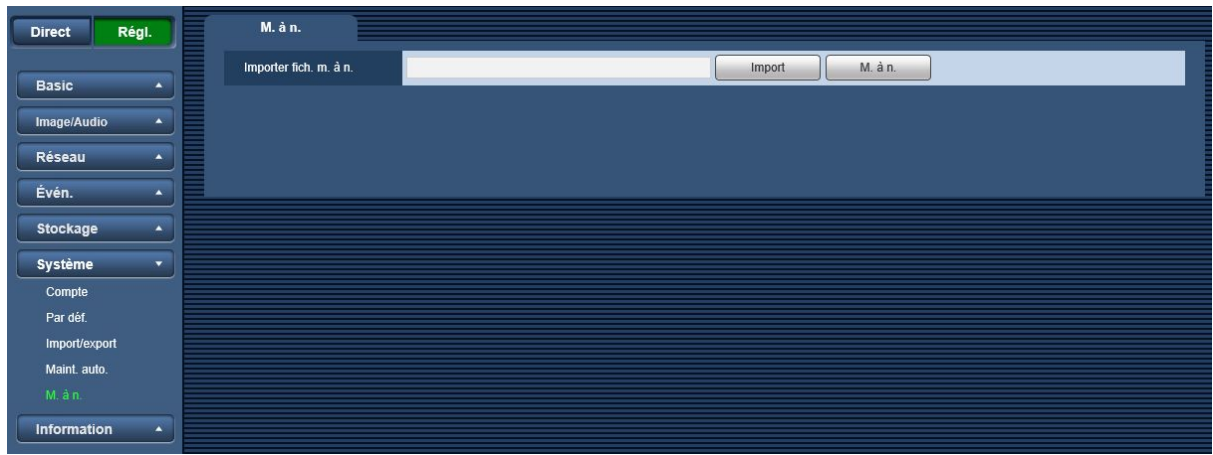 Direct
Régl.
Basic
Image/Audio
Réseau
Évén.
Stockage
Système
Compte
Par déf.
Import/export
Maint. auto.
M. à n.
Information
M. à n.
Importer fich. m. à n.
Import
M. à n.